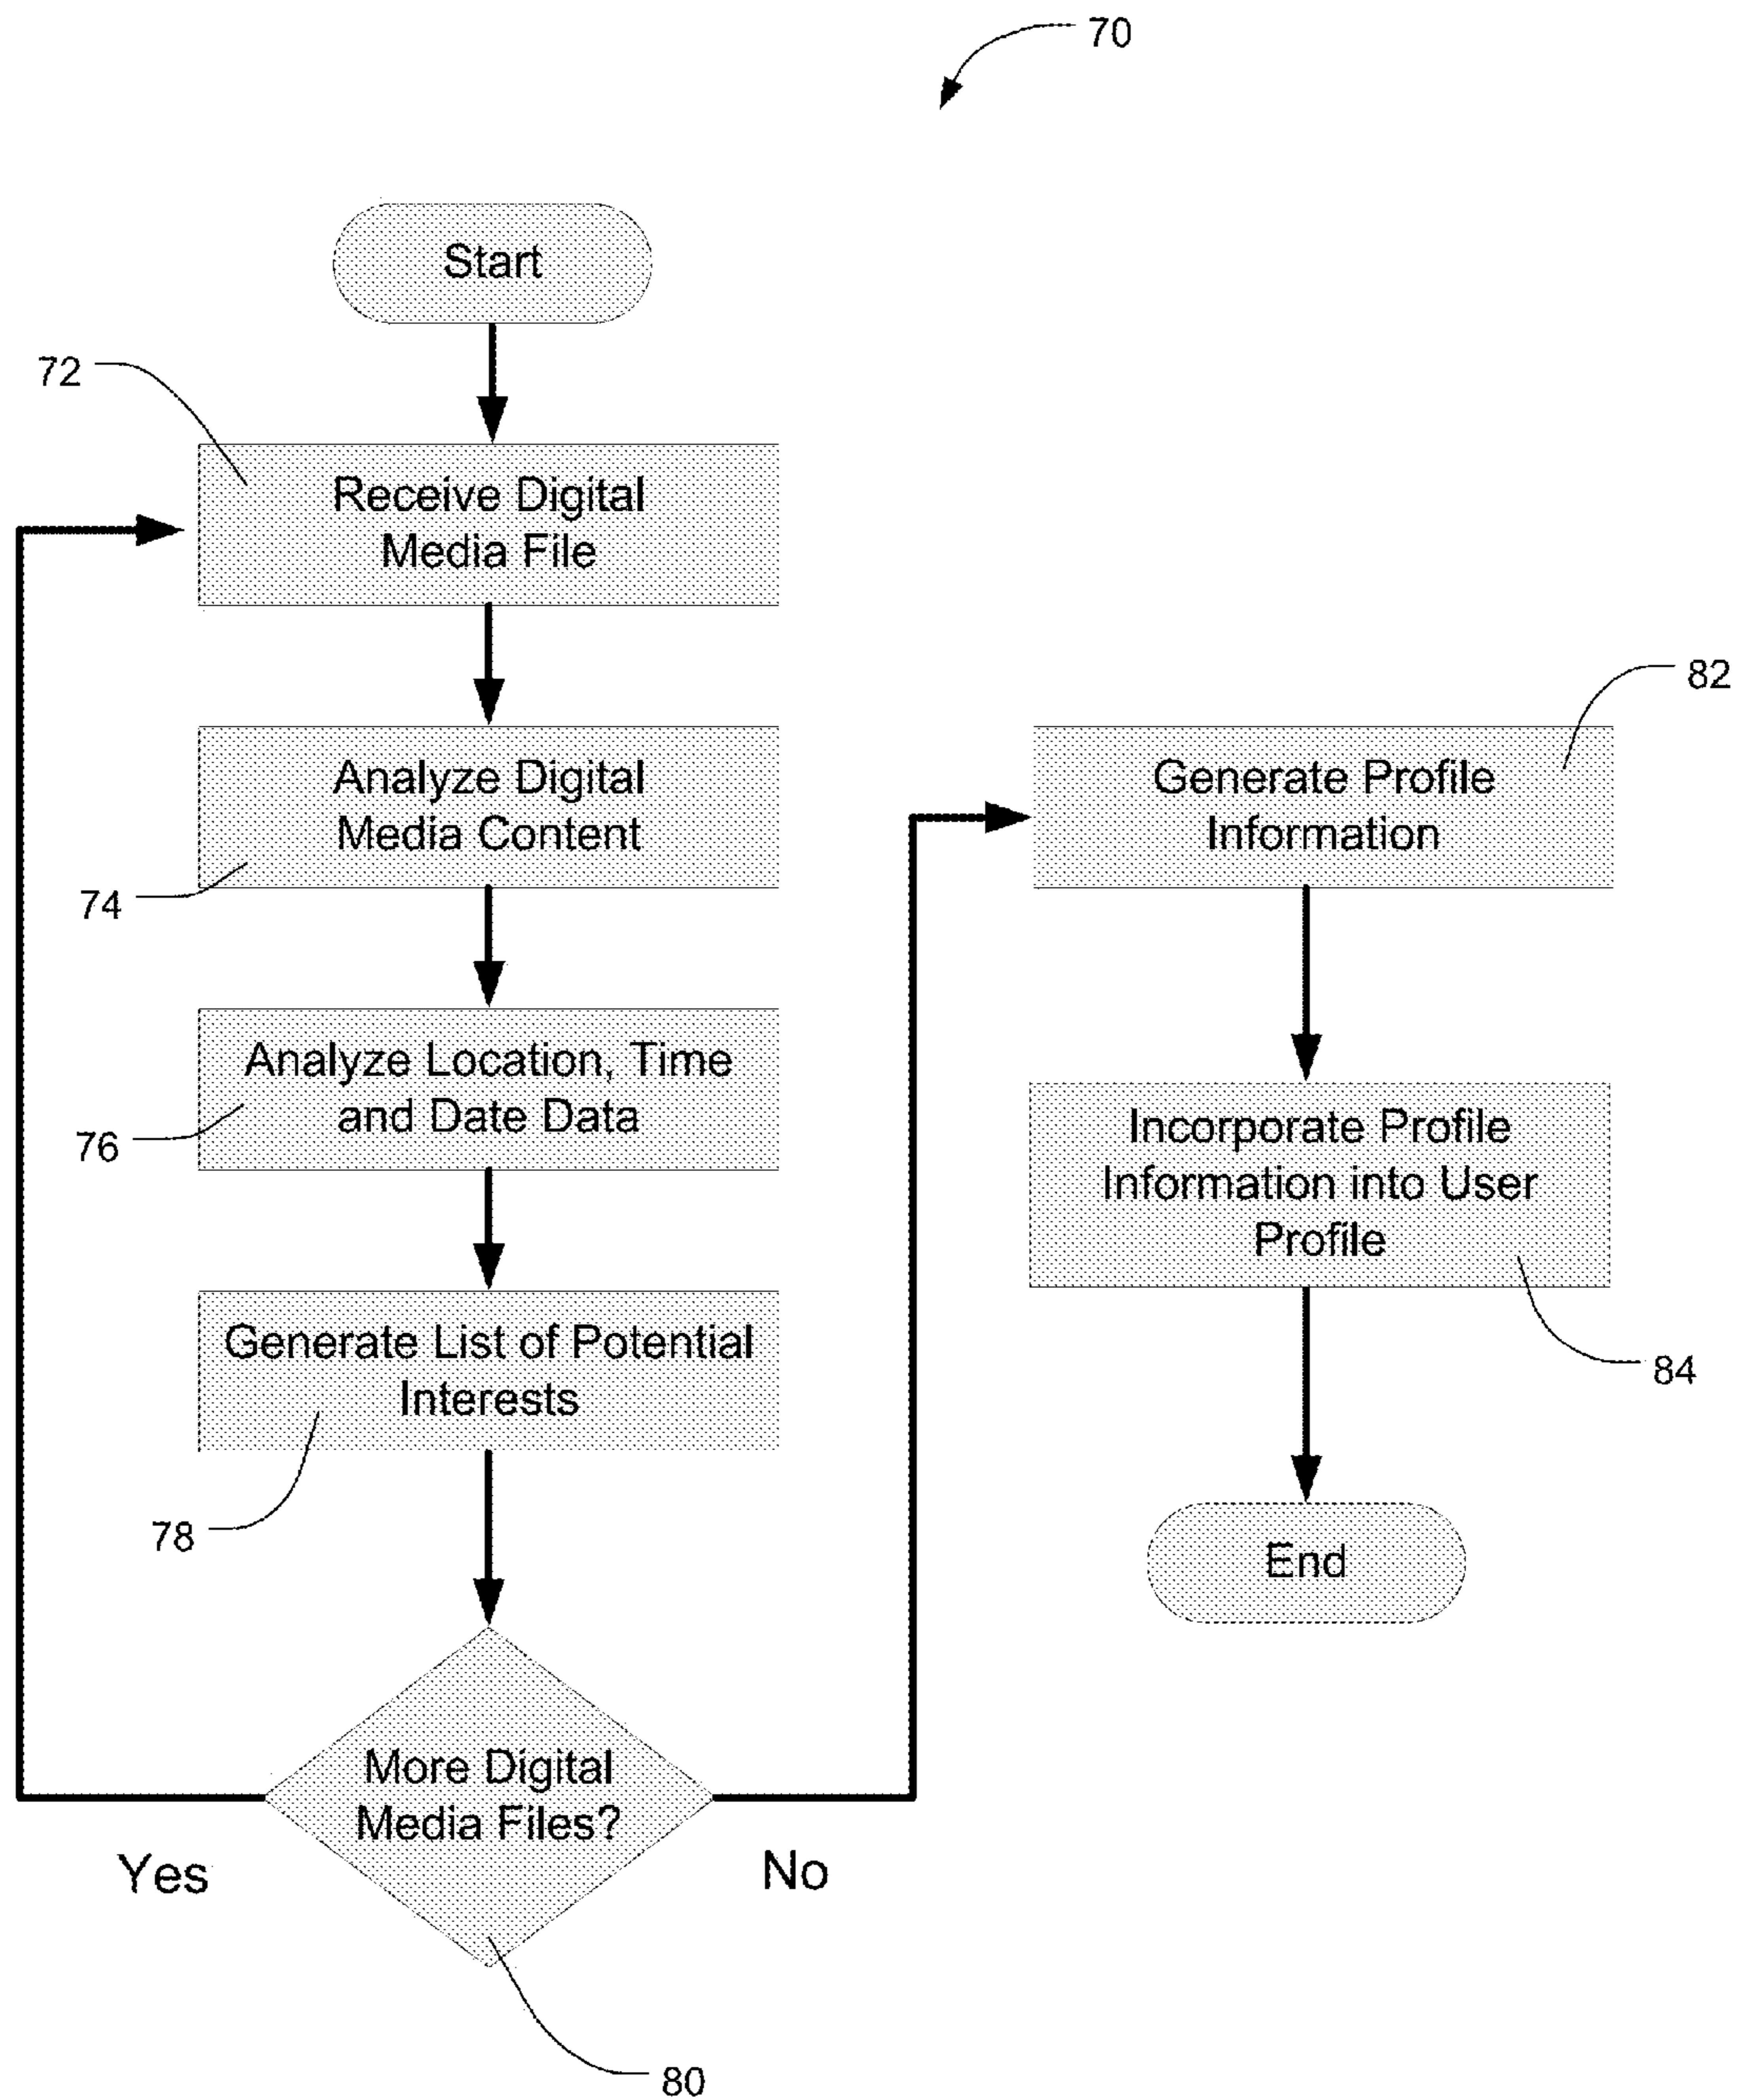 70
Start
72
Receive Digital
Media File
Analyze Digital
Media Content
74
Analyze Location, Time
and Date Data
76
Generate List of Potential
Interests
78
More Digital
Media Files?
Yes
No
80
82
Generate Profile
Information
Incorporate Profile
Information into User
Profile
84
End